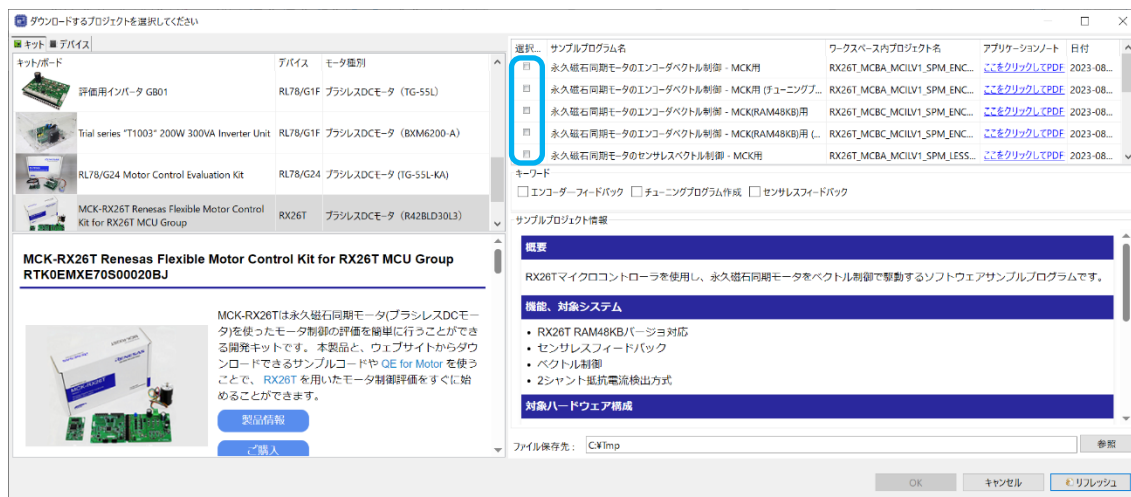 ダウンロードするプロジェクトを選択してください
キット デバイス
キット/ボード デバイス モータ種別
評価用インバータ GB01 RL78/G1F ブラシレスDCモータ（TG-55L）
Trial series "T1003" 200W 300VA Inverter Unit RL78/G1F ブラシレスDCモータ（BXM6200-A）
RL78/G24 Motor Control Evaluation Kit RL78/G24 ブラシレスDCモータ (TG-55L-KA)
MCK-RX26T Renesas Flexible Motor Control
Kit for RX26T MCU Group RX26T ブラシレスDCモータ（R42BLD30L3）
MCK-RX26T Renesas Flexible Motor Control Kit for RX26T MCU Group
RTK0EMXE70S00020BJ
MCK-RX26Tは永久磁石同期モータ(ブラシレスDCモー
タ)を使ったモータ制御の評価を簡単に行うことができ
る開発キットです。 本製品と、ウェブサイトからダウ
ンロードできるサンプルコードや QE for Motor を使う
ことで、 RX26T を用いたモータ制御評価をすぐに始
めることができます。
製品情報
ご購入
選択... サンプルプログラム名 ワークスペース内プロジェクト名 アプリケーションノート 日付
永久磁石同期モータのエンコーダベクトル制御 - MCK用 RX26T_MCBA_MCILV1_SPM_ENC... ここをクリックしてPDF 2023-08...
永久磁石同期モータのエンコーダベクトル制御 - MCK用 (チューニングプ... RX26T_MCBC_MCILV1_SPM_ENC... ここをクリックしてPDF 2023-08...
永久磁石同期モータのエンコーダベクトル制御 - MCK(RAM48KB)用 RX26T_MCBC_MCILV1_SPM_ENC... ここをクリックしてPDF 2023-08...
永久磁石同期モータのエンコーダベクトル制御 - MCK(RAM48KB)用 (... RX26T_MCBC_MCILV1_SPM_ENC... ここをクリックしてPDF 2023-08...
永久磁石同期モータのセンサレスベクトル制御 - MCK用 RX26T_MCBA_MCILV1_SPM_LESS... ここをクリックしてPDF 2023-08...
キーワード
エンコーダーフィードバック チューニングプログラム作成 センサレスフィードバック
サンプルプロジェクト情報
概要
RX26Tマイクロコントローラを使用し、永久磁石同期モータをベクトル制御で駆動するソフトウェアサンプルプログラムです。
機能、対象システム
• RX26T RAM48KBバージョ対応
• センサレスフィードバック
• ベクトル制御
• 2シャント抵抗電流検出方式
対象ハードウェア構成
ファイル保存先： C:¥Tmp 参照
OK キャンセル リフレッシュ